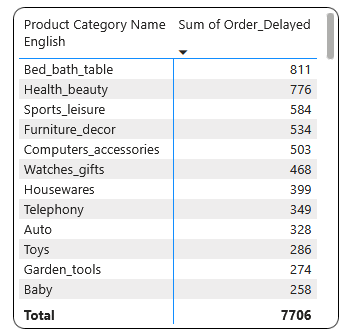 Product Category Name English Sum of Order_Delayed
Bed_bath_table 811
Health_beauty 776
Sports_leisure 584
Furniture_decor 534
Computers_accessories 503
Watches_gifts 468
Housewares 399
Telephony 349
Auto 328
Toys 286
Garden_tools 274
Baby 258
Total 7706